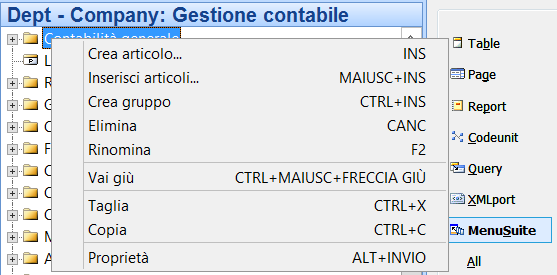 Dept - Company: Gestione contabile
Contabilità generale
L
R
G
C
F
C
C
C
M
A
Crea articolo... INS
Inserisci articoli... MAIUSC+INS
Crea gruppo CTRL+INS
Elimina CANC
Rinomina F2
Vai giù CTRL+MAIUSC+FRECCIA GIÙ
Taglia CTRL+X
Copia CTRL+C
Proprietà ALT+INVIO
Table
Page
Report
Codeunit
Query
XMLport
MenuSuite
All